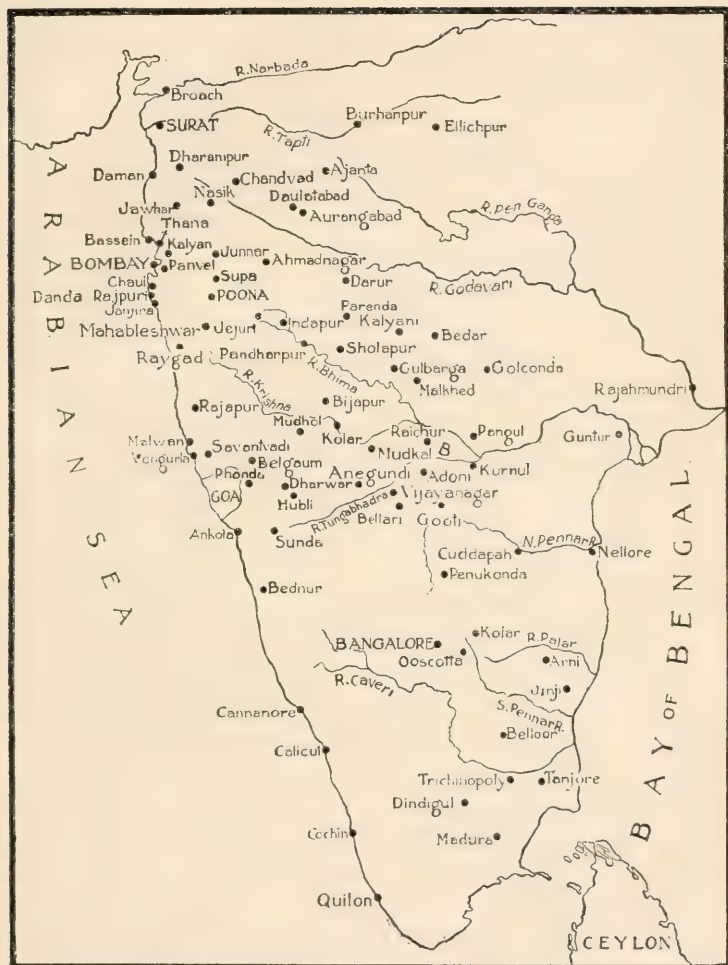 R.Narbada
Broach
SURAT
R.Tapti
Burhanpur
Ellichpur
Dharampur
Daman
Chandvad
Ajanta
Nasik
Daulatabad
Aurangabad
Jawhar
R.Pen Ganga
Thana
Bassein
Kalyan
Junnar
Ahmadnagar
BOMBAY
Panvel
Supa
Darur
R.Godavari
Chaul
Danda Rajpuri
POONA
Janjira
Parenda
Mahableshwar
Jejuri
Indapur
Kalyani
Bedar
Raygad
Pandharpur
Sholapur
R.Bhima
Gulbarga
Golconda
Malkhed
Rajahmundri
R.Krishna
Rajapur
Bijapur
Mudhol
Kolar
Raichur
Pangul
Guntur
Malwan
Vengurla
Savantvadi
Mudkal
B
Belgaum
Phonda
Anegundi
Adoni
Kurnul
GOA
Dharwar
Hubli
Vijayanagar
R.Tungabhadra
Bellari
Gooti
Ankola
Sunda
N.Pennar R.
Cuddapah
Nellore
Penukonda
Bednur
Kolar
BANGALORE
Ooscotta
R.Palar
Arni
R.Caveri
Jinji
S.Pennar R.
Cannanore
Belloor
Calicut
Trichinopoly
Tanjore
Dindigul
Cochin
Madura
Quilon
CEYLON
ARABIAN SEA
BAY OF BENGAL